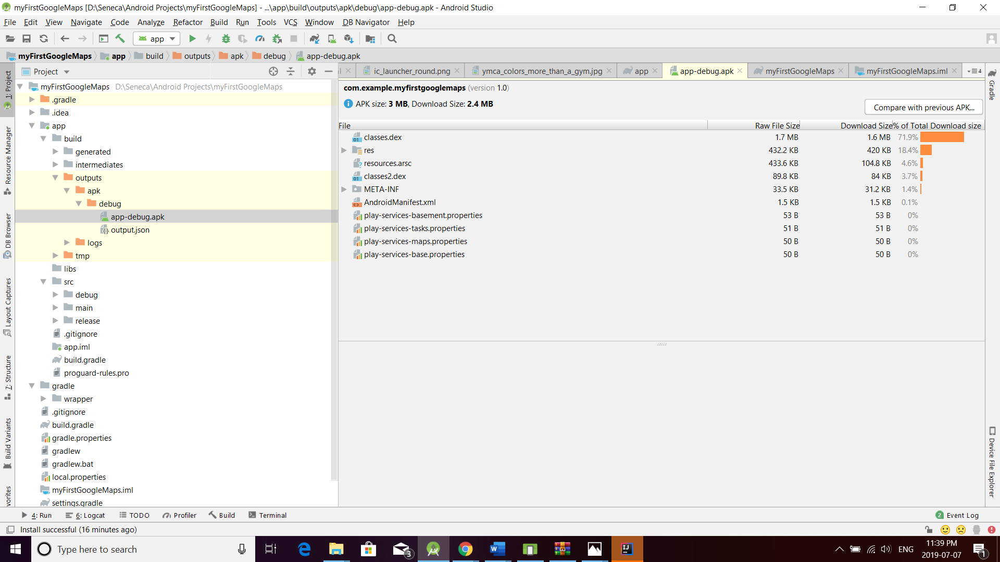 myFirstGoogleMaps [D:\Seneca\Android Projects\myFirstGoogleMaps] - ...\app\build\outputs\apk\debug\app-debug.apk - Android Studio
File Edit View Navigate Code Analyze Refactor Build Run Tools VCS Window DB Navigator Help
app
myFirstGoogleMaps app build outputs apk debug app-debug.apk
Project
ic_launcher_round.png ymca_colors_more_than_a_gym.jpg app app-debug.apk myFirstGoogleMaps myFirstGoogleMaps.iml 4
1: Project
Resource Manager
DB Browser
Layout Captures
7: Structure
Build Variants
vorites
myFirstGoogleMaps D:\Seneca\Android Projects\myFirstGoogleMaps
.gradle
.idea
app
build
generated
intermediates
outputs
apk
debug
app-debug.apk
output.json
logs
tmp
libs
src
debug
main
release
.gitignore
app.iml
build.gradle
proguard-rules.pro
gradle
wrapper
.gitignore
build.gradle
gradle.properties
gradlew
gradlew.bat
local.properties
myFirstGoogleMaps.iml
settings.gradle
com.example.myfirstgooglemaps (version 1.0)
APK size: 3 MB, Download Size: 2.4 MB
Compare with previous APK...
File Raw File Size Download Size % of Total Download size
classes.dex 1.7 MB 1.6 MB 71.9%
res 432.2 KB 420 KB 18.4%
resources.arsc 433.6 KB 104.8 KB 4.6%
classes2.dex 89.8 KB 84 KB 3.7%
META-INF 33.5 KB 31.2 KB 1.4%
AndroidManifest.xml 1.5 KB 1.5 KB 0.1%
play-services-basement.properties 53 B 53 B 0%
play-services-tasks.properties 51 B 51 B 0%
play-services-maps.properties 50 B 50 B 0%
play-services-base.properties 50 B 50 B 0%
Gradle
Device File Explorer
4: Run 6: Logcat TODO Profiler Build Terminal 2 Event Log
Install successful (16 minutes ago)
Type here to search
3
ENG
11:39 PM
2019-07-07
1